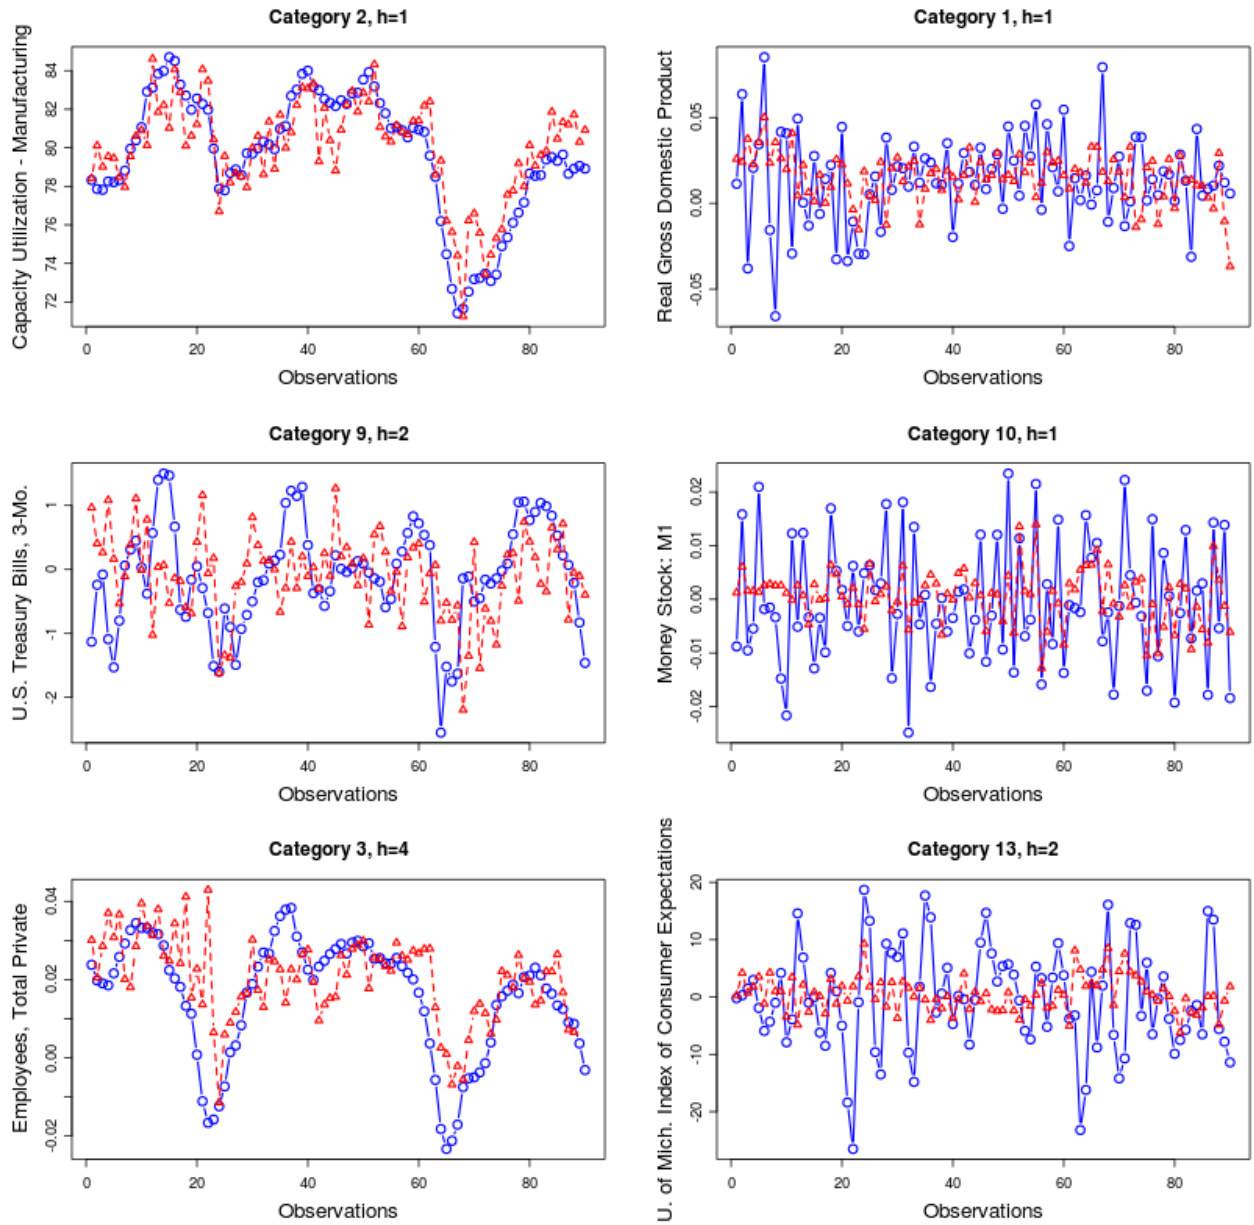 Category 2, h=1
Capacity Utilization - Manufacturing
84
82
80
78
76
74
72
0 20 40 60 80
Observations
Category 1, h=1
Real Gross Domestic Product
0.05
0.00
-0.05
0 20 40 60 80
Observations
Category 9, h=2
U.S. Treasury Bills, 3-Mo.
1
0
-1
-2
0 20 40 60 80
Observations
Category 10, h=1
Money Stock: M1
0.02
0.01
0.00
-0.01
-0.02
0 20 40 60 80
Observations
Category 3, h=4
Employees, Total Private
0.04
0.02
0.00
-0.02
0 20 40 60 80
Observations
Category 13, h=2
U. of Mich. Index of Consumer Expectations
20
10
0
-10
-20
0 20 40 60 80
Observations